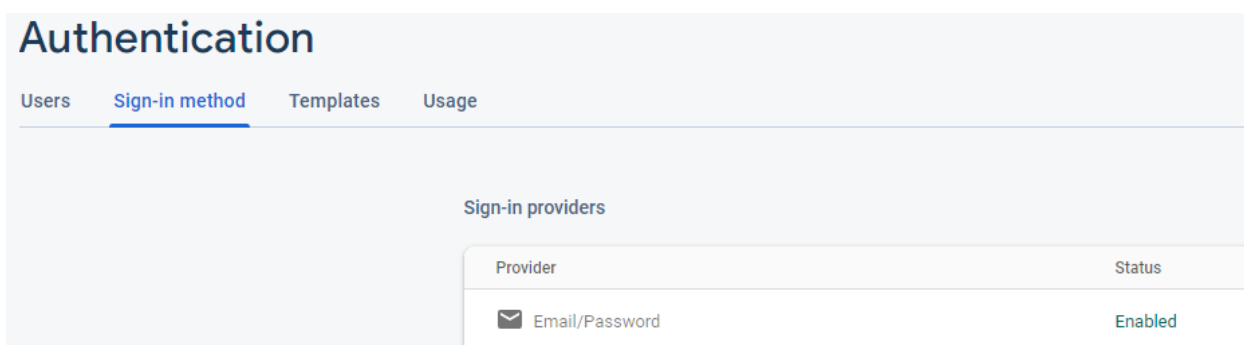 Authentication
Users Sign-in method Templates Usage
Sign-in providers
Provider Status
Email/Password Enabled